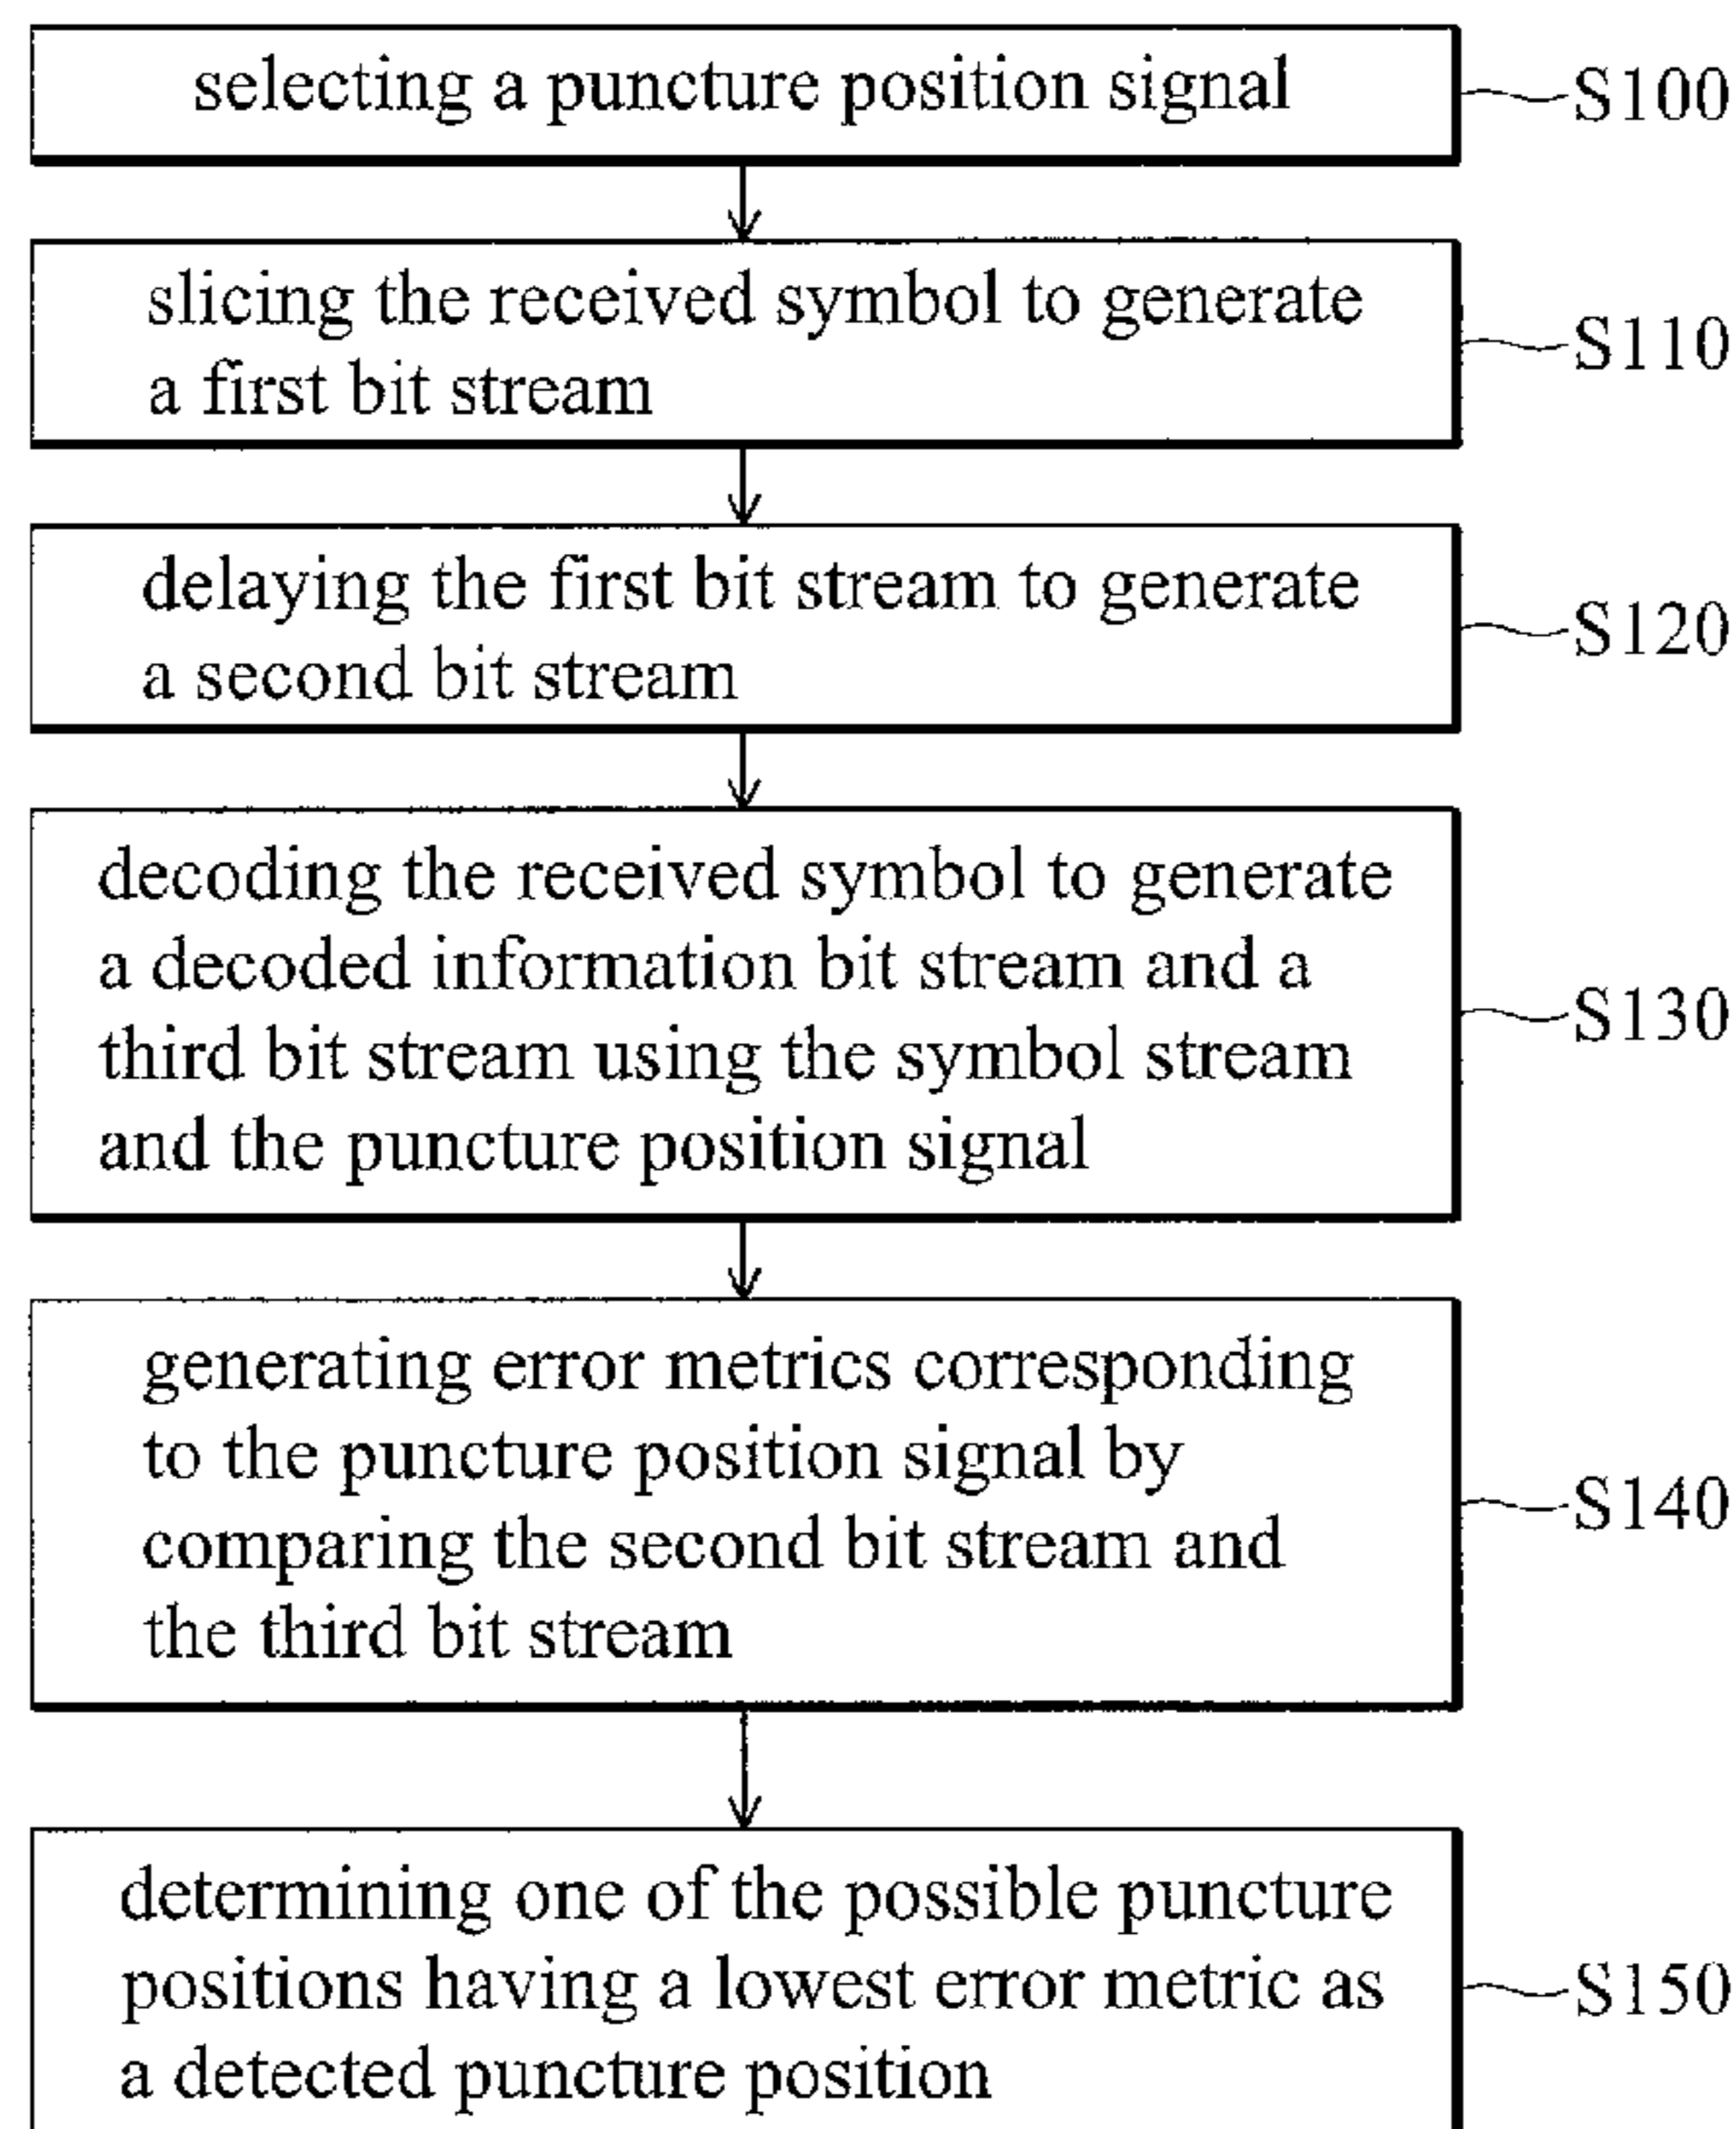 selecting a puncture position signal
S100
slicing the received symbol to generate
a first bit stream
S110
delaying the first bit stream to generate
a second bit stream
S120
decoding the received symbol to generate
a decoded information bit stream and a
third bit stream using the symbol stream
and the puncture position signal
S130
generating error metrics corresponding
to the puncture position signal by
comparing the second bit stream and
the third bit stream
S140
determining one of the possible puncture
positions having a lowest error metric as
a detected puncture position
S150